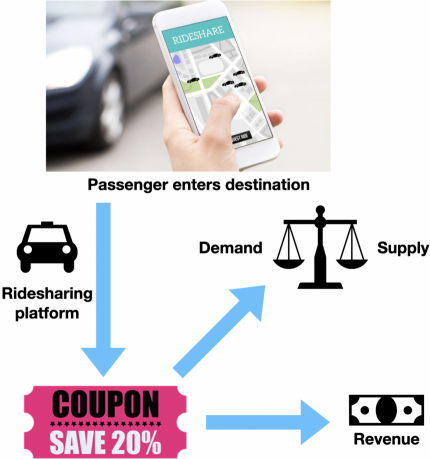 RIDESHARE
Passenger enters destination
Demand
Supply
Ridesharing
platform
COUPON
SAVE 20%
Revenue